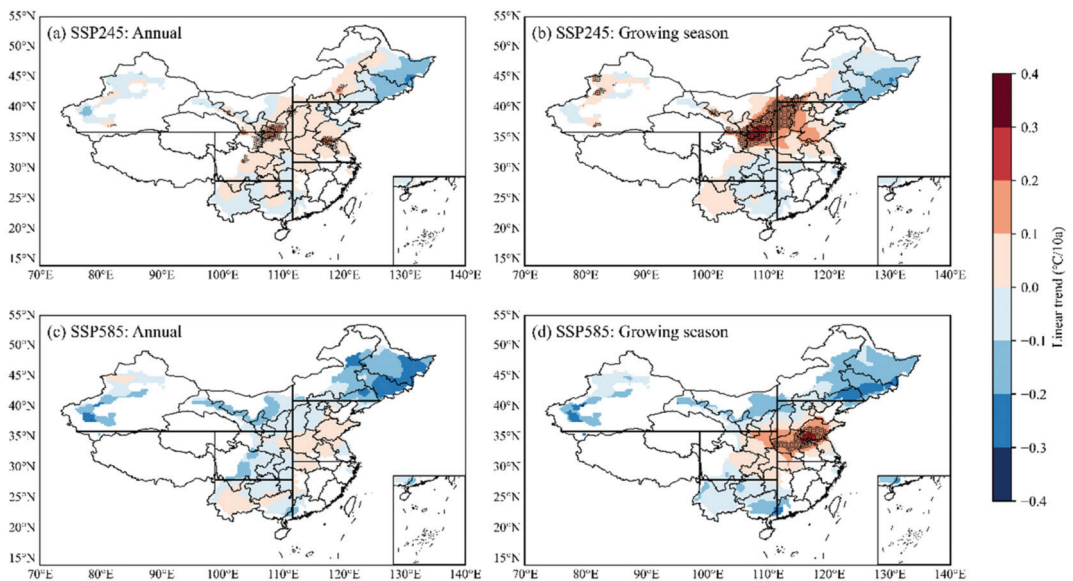 (a) SSP245: Annual
(b) SSP245: Growing season
55°N
50°N
45°N
40°N
35°N
30°N
25°N
20°N
15°N
70°E 80°E 90°E 100°E 110°E 120°E 130°E 140°E
55°N
50°N
45°N
40°N
35°N
30°N
25°N
20°N
15°N
70°E 80°E 90°E 100°E 110°E 120°E 130°E 140°E
(c) SSP585: Annual
(d) SSP585: Growing season
55°N
50°N
45°N
40°N
35°N
30°N
25°N
20°N
15°N
70°E 80°E 90°E 100°E 110°E 120°E 130°E 140°E
55°N
50°N
45°N
40°N
35°N
30°N
25°N
20°N
15°N
70°E 80°E 90°E 100°E 110°E 120°E 130°E 140°E
0.4
0.3
0.2
0.1
0.0
−0.1
−0.2
−0.3
−0.4
Linear trend (°C/10a)